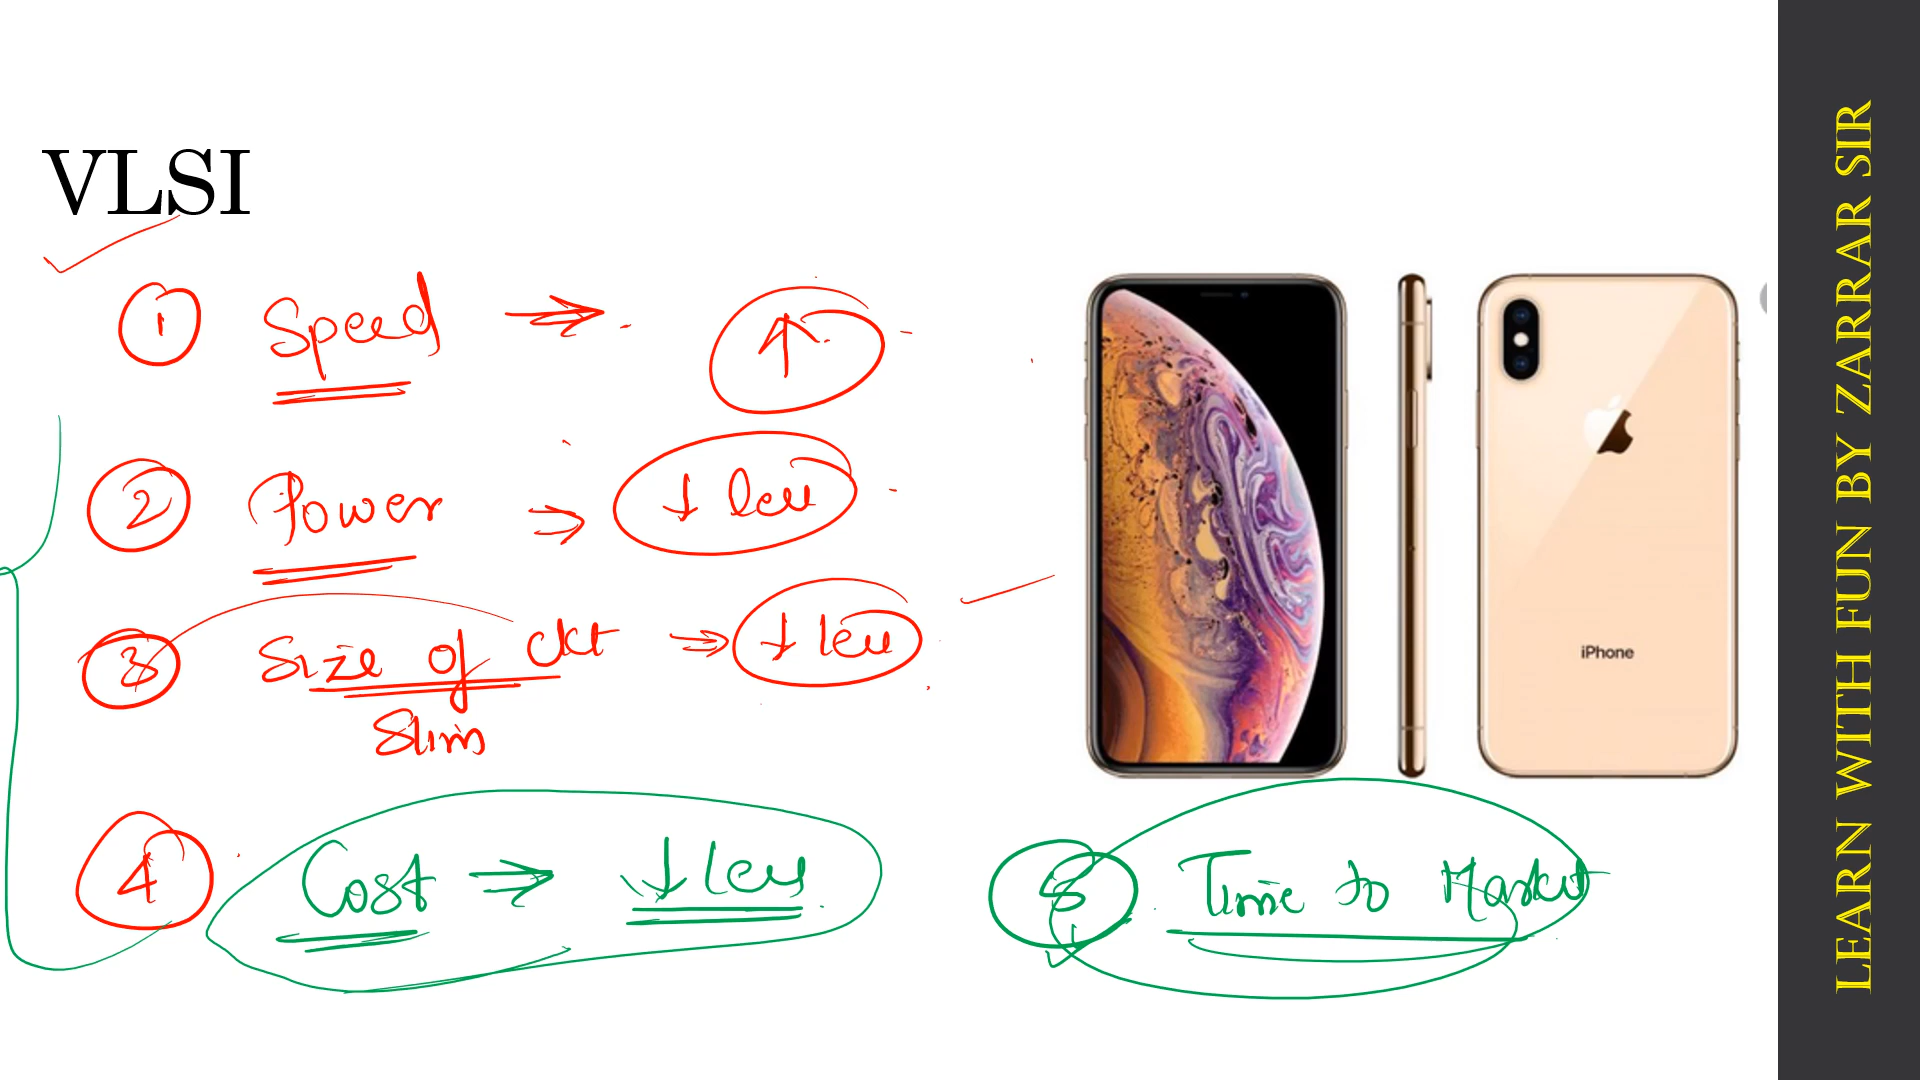 VLSI
① Speed ⇒ ↑
② Power ⇒ ↓ less
③ Size of ckt ⇒ ↓ less
Slim
④ Cost ⇒ ↓ less
⑤ Time to Market
iPhone
LEARN WITH FUN BY ZARRAR SIR